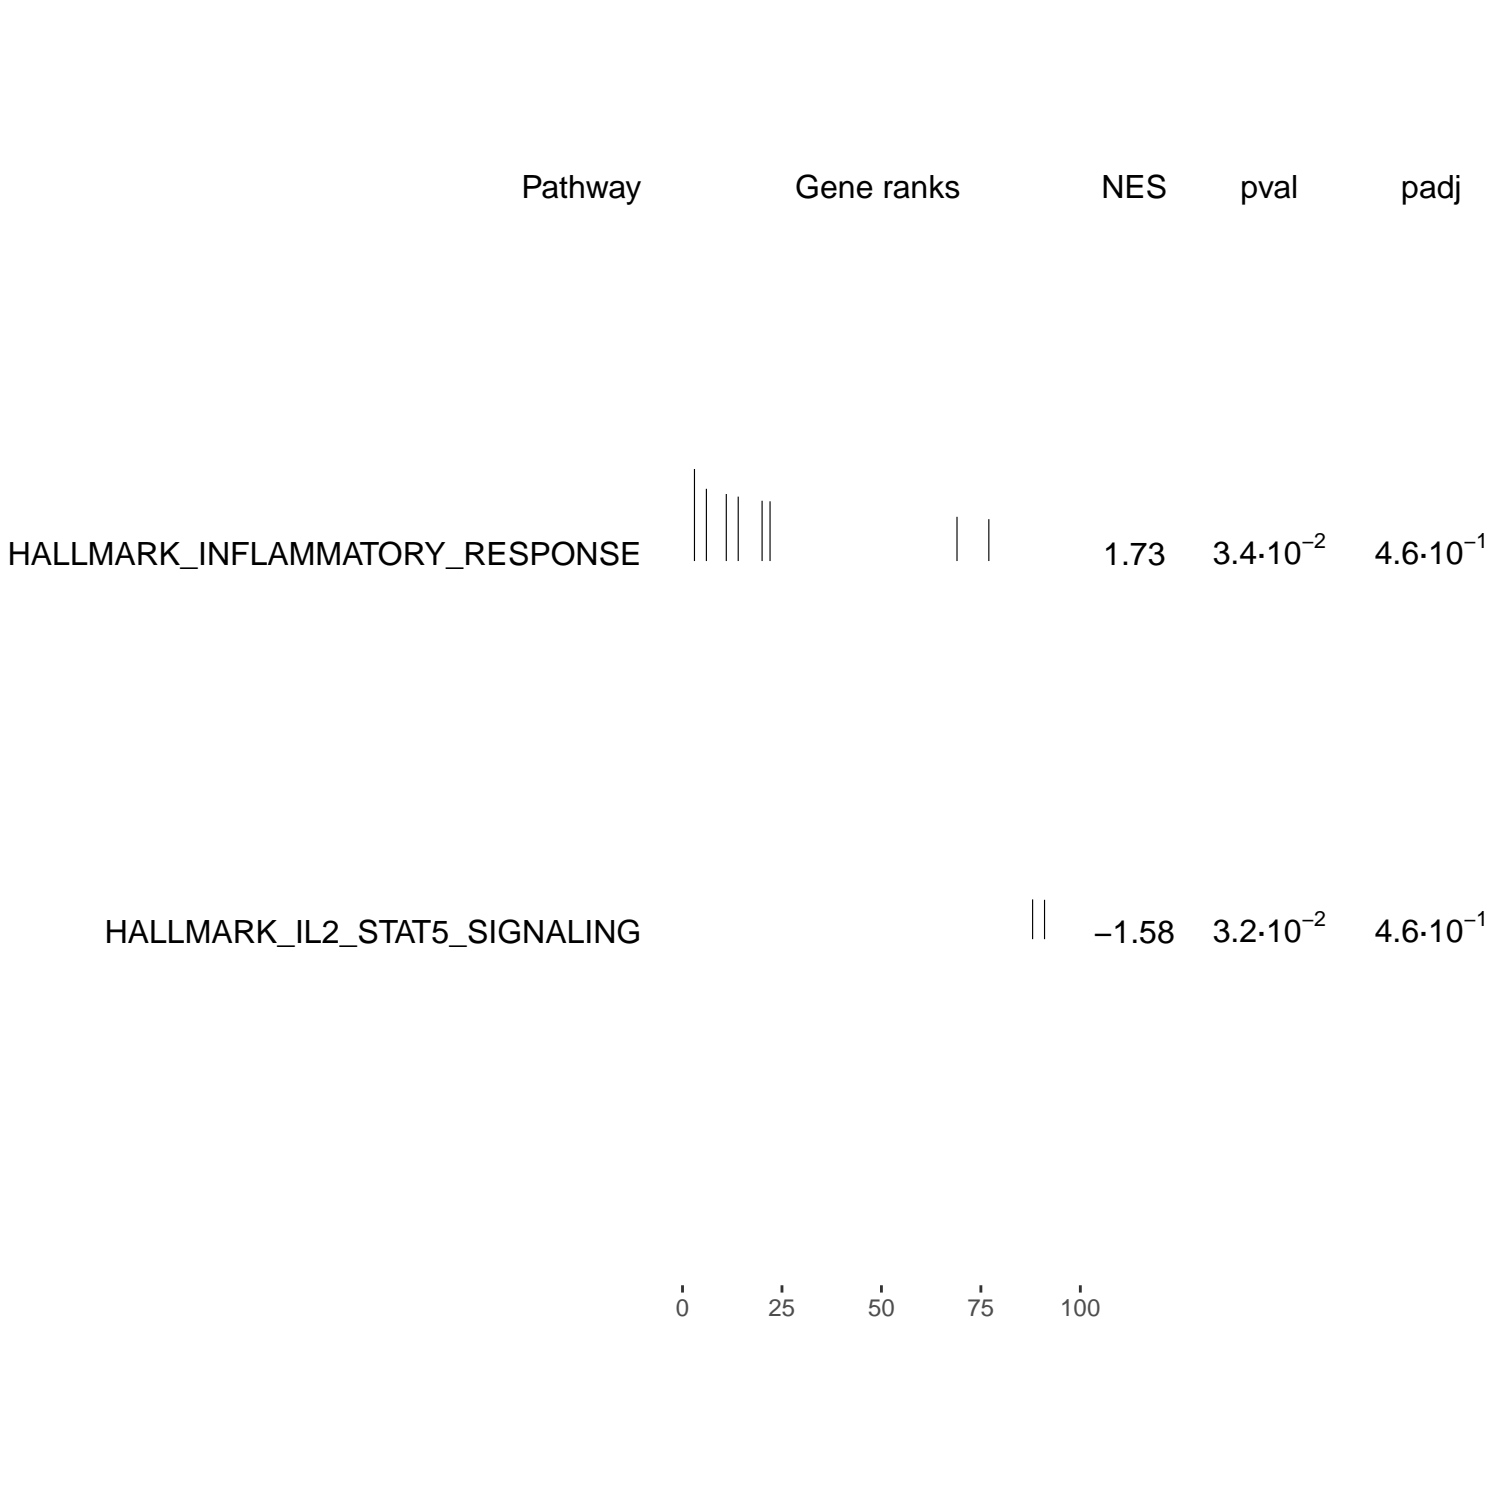 Pathway Gene ranks NES pval padj
HALLMARK_INFLAMMATORY_RESPONSE 1.73 3.4·10⁻² 4.6·10⁻¹
HALLMARK_IL2_STAT5_SIGNALING −1.58 3.2·10⁻² 4.6·10⁻¹
0 25 50 75 100